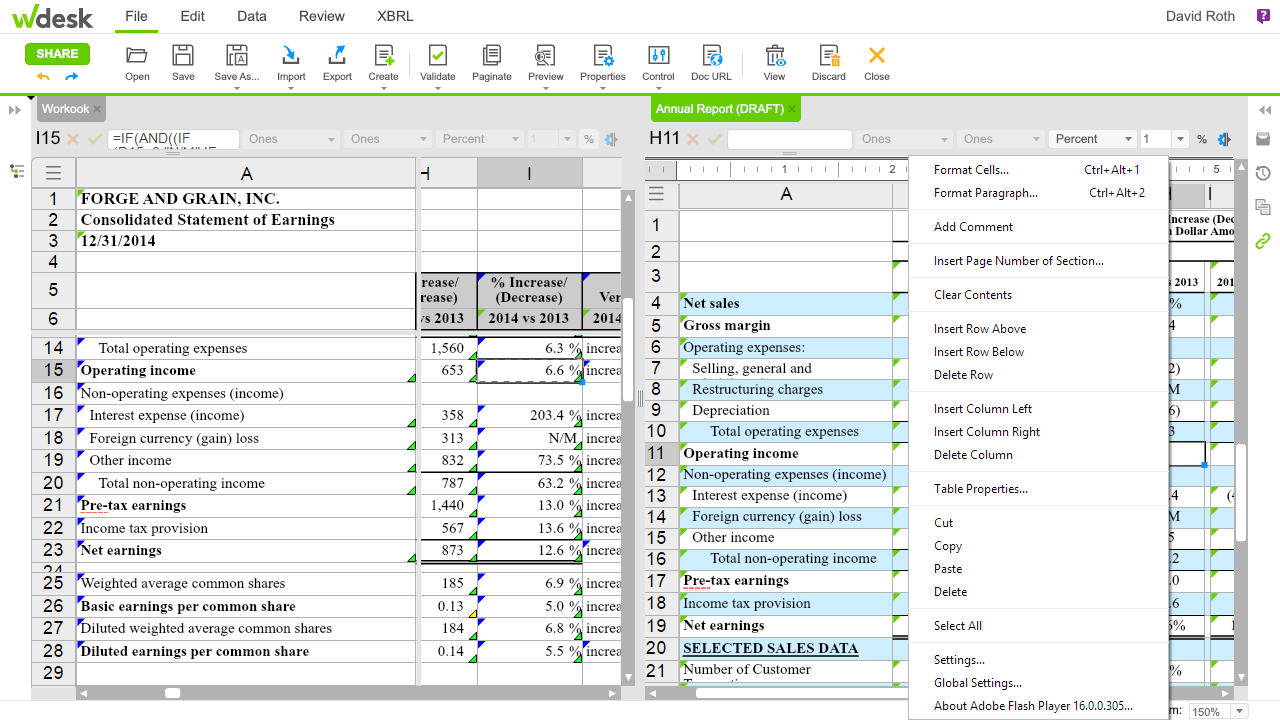 wdesk File Edit Data Review XBRL David Roth ?
SHARE
Open Save Save As... Import Export Create Validate Paginate Preview Properties Control Doc URL View Discard Close
Workook × Annual Report (DRAFT) ×
I15 =IF(AND((IF Ones Ones Percent 1 % H11 Ones Ones Percent 1 %
A H I
1 FORGE AND GRAIN, INC.
2 Consolidated Statement of Earnings
3 12/31/2014
4
5 rease/ % Increase/
rease) (Decrease) Ver
6 vs 2013 2014 vs 2013 2014
14 Total operating expenses 1,560 6.3 % increa
15 Operating income 653 6.6 % increa
16 Non-operating expenses (income)
17 Interest expense (income) 358 203.4 % increa
18 Foreign currency (gain) loss 313 N/M increa
19 Other income 832 73.5 % increa
20 Total non-operating income 787 63.2 % increa
21 Pre-tax earnings 1,440 13.0 % increa
22 Income tax provision 567 13.6 % increa
23 Net earnings 873 12.6 % increa
24
25 Weighted average common shares 185 6.9 % increa
26 Basic earnings per common share 0.13 5.0 % increa
27 Diluted weighted average common shares 184 6.8 % increa
28 Diluted earnings per common share 0.14 5.5 % increa
29
1 2 5
A H I
1 Increase (Dec
n Dollar Amo
2
3 s 2013 201
4 Net sales %
5 Gross margin 4
6 Operating expenses:
7 Selling, general and 2)
8 Restructuring charges M
9 Depreciation 6)
10 Total operating expenses 3
11 Operating income
12 Non-operating expenses (income)
13 Interest expense (income) .4 (4
14 Foreign currency (gain) loss M
15 Other income 5
16 Total non-operating income .2
17 Pre-tax earnings .0
18 Income tax provision .6
19 Net earnings 6% 1
20 SELECTED SALES DATA
21 Number of Customer %
Format Cells... Ctrl+Alt+1
Format Paragraph... Ctrl+Alt+2
Add Comment
Insert Page Number of Section...
Clear Contents
Insert Row Above
Insert Row Below
Delete Row
Insert Column Left
Insert Column Right
Delete Column
Table Properties...
Cut
Copy
Paste
Delete
Select All
Settings...
Global Settings...
About Adobe Flash Player 16.0.0.305...
m: 150%